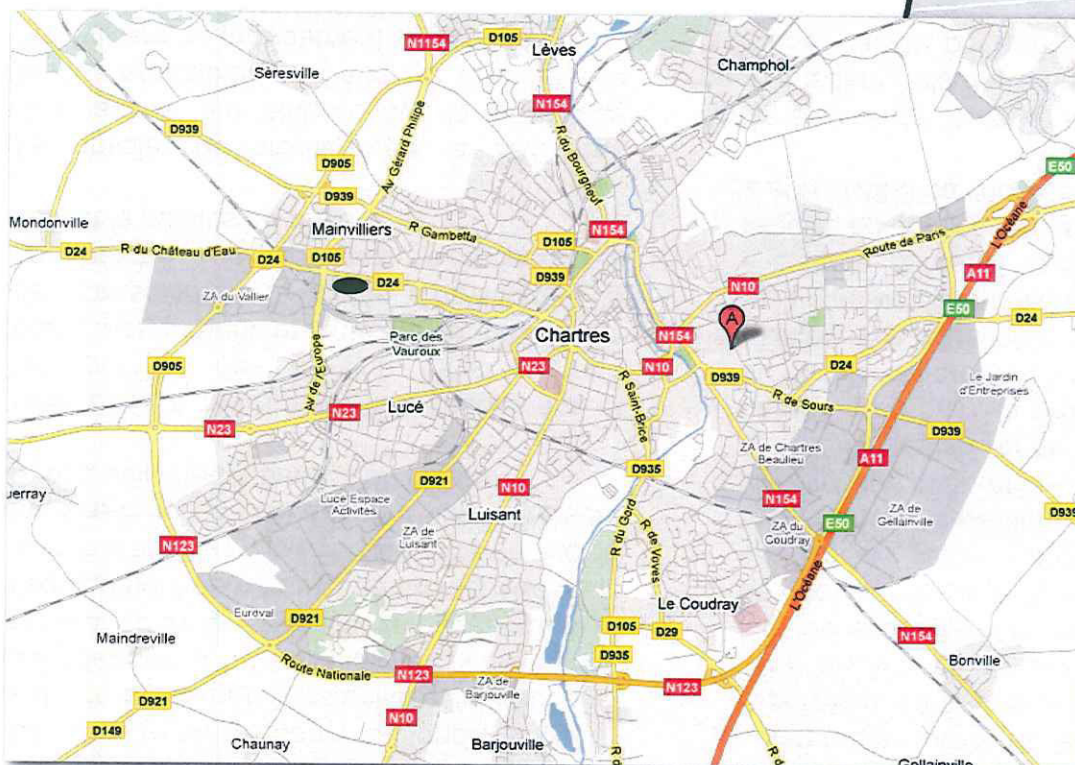 N1154
D105
Lèves
Séresville
Champhol
N154
D939
Av Gérard Philipe
R du Bourgneuf
E50
D905
D939
Mondonville
Mainvilliers
R Gambetta
D105
N154
Route de Paris
L'Océane
D24
R du Château d'Eau
D24
D105
D24
D939
N10
A11
ZA du Vallier
E50
D24
Parc des
Vauroux
Chartres
N154
A
D905
Av de l'Europe
N23
N10
D939
D24
Le Jardin
d'Entreprises
Lucé
R Saint-Brice
R de Sours
N23
N23
D939
ZA de Chartres
Beaulieu
A11
D921
D935
uerray
Lucé Espace
Activités
N10
N154
ZA de
Gellainville
D939
Luisant
ZA de
Luisant
R du Gord
R de Voves
ZA du
Coudray
E50
N123
L'Océane
Euroval
Le Coudray
Maindreville
D921
D105
D29
N154
Bonville
Route Nationale
N123
D935
ZA de
Barjouville
N123
D921
N10
D149
Chaunay
Barjouville
R d
R d
Gellainville